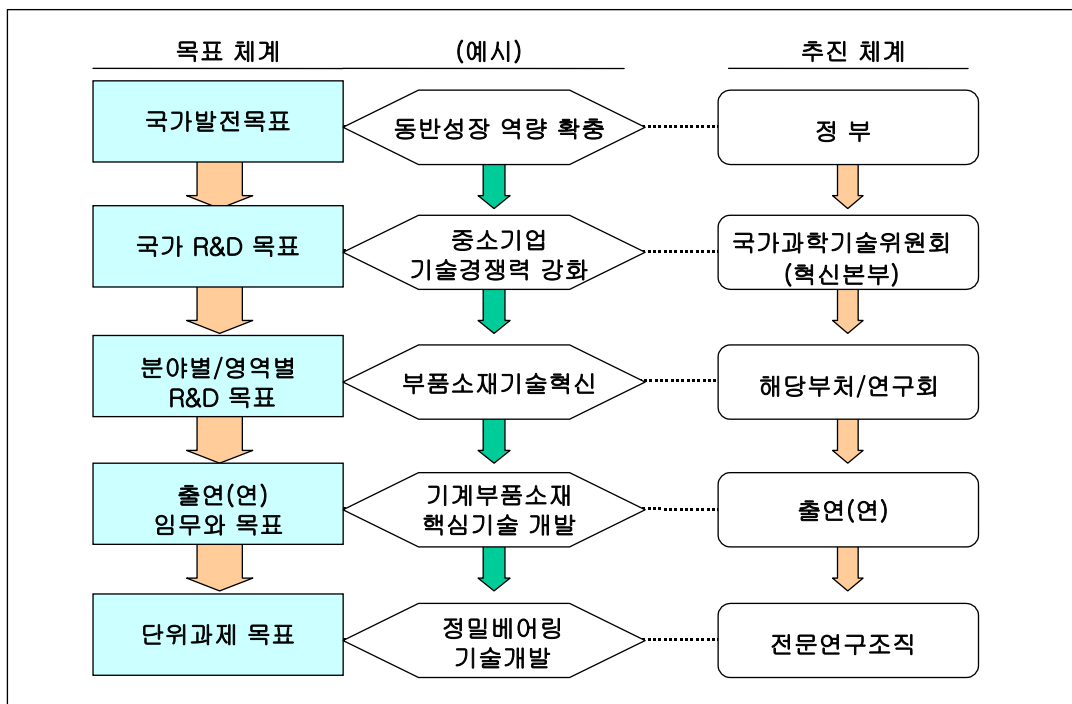 목표 체계
(예시)
추진 체계
국가발전목표
동반성장 역량 확충
정 부
국가 R&D 목표
중소기업
기술경쟁력 강화
국가과학기술위원회
(혁신본부)
분야별/영역별
R&D 목표
부품소재기술혁신
해당부처/연구회
출연(연)
임무와 목표
기계부품소재
핵심기술 개발
출연(연)
단위과제 목표
정밀베어링
기술개발
전문연구조직